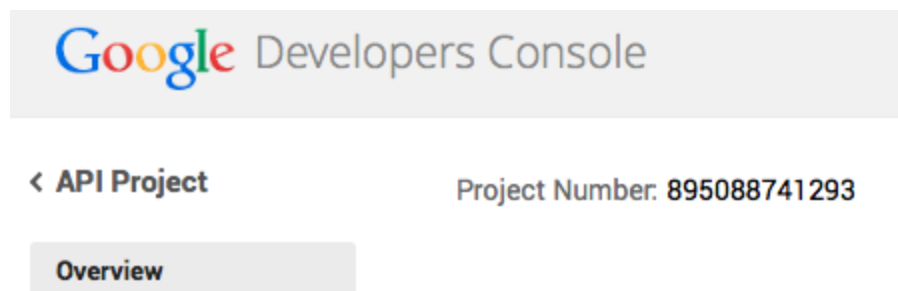 Google Developers Console
< API Project
Project Number: 895088741293
Overview